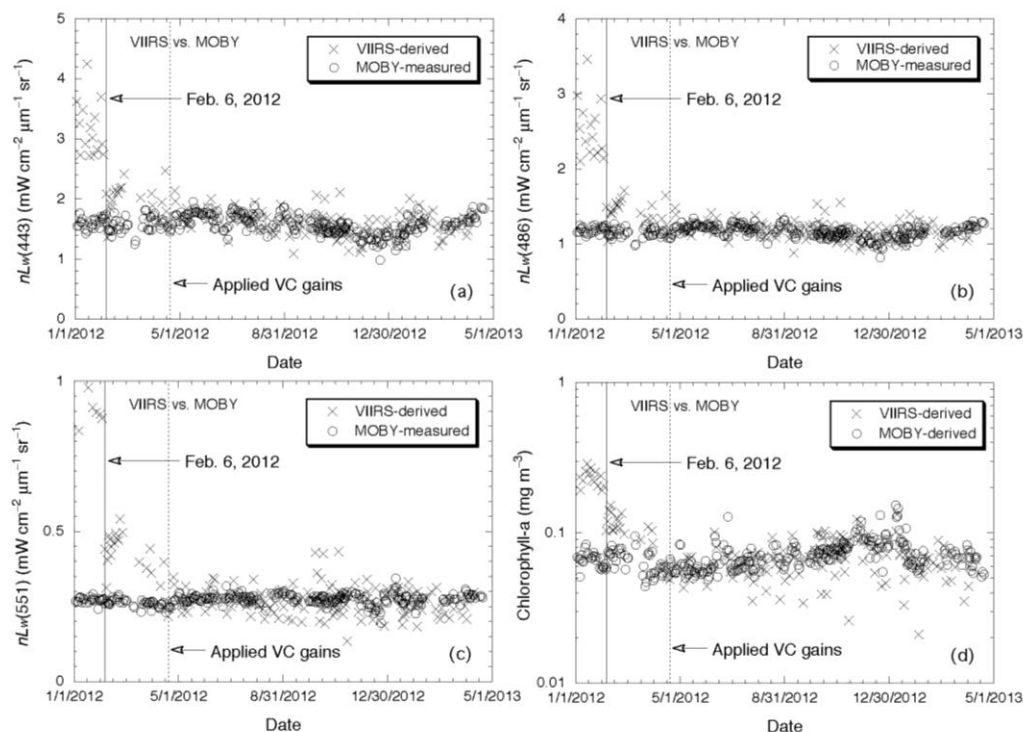 5
4
3
2
1
0
nLw(443) (mW cm⁻² μm⁻¹ sr⁻¹)
VIIRS vs. MOBY
× VIIRS-derived
○ MOBY-measured
Feb. 6, 2012
Applied VC gains
(a)
1/1/2012 5/1/2012 8/31/2012 12/30/2012 5/1/2013
Date
4
3
2
1
0
nLw(486) (mW cm⁻² μm⁻¹ sr⁻¹)
VIIRS vs. MOBY
× VIIRS-derived
○ MOBY-measured
Feb. 6, 2012
Applied VC gains
(b)
1/1/2012 5/1/2012 8/31/2012 12/30/2012 5/1/2013
Date
1
0.5
0
nLw(551) (mW cm⁻² μm⁻¹ sr⁻¹)
VIIRS vs. MOBY
× VIIRS-derived
○ MOBY-measured
Feb. 6, 2012
Applied VC gains
(c)
1/1/2012 5/1/2012 8/31/2012 12/30/2012 5/1/2013
Date
0.1
0.1
0.01
Chlorophyll-a (mg m⁻³)
VIIRS vs. MOBY
× VIIRS-derived
○ MOBY-derived
Feb. 6, 2012
Applied VC gains
(d)
1/1/2012 5/1/2012 8/31/2012 12/30/2012 5/1/2013
Date